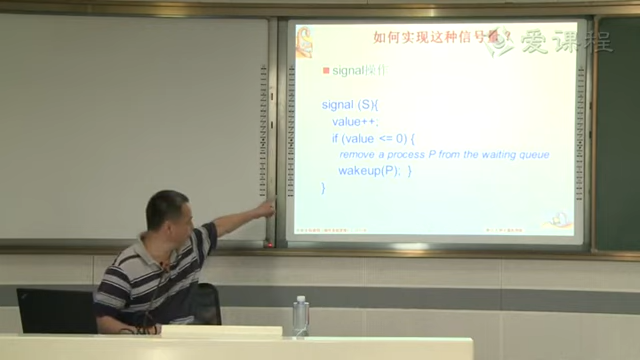 如何实现这种信号量？
爱课程
signal操作
signal (S){
value++;
if (value <= 0) {
remove a process P from the waiting queue
wakeup(P); }
}